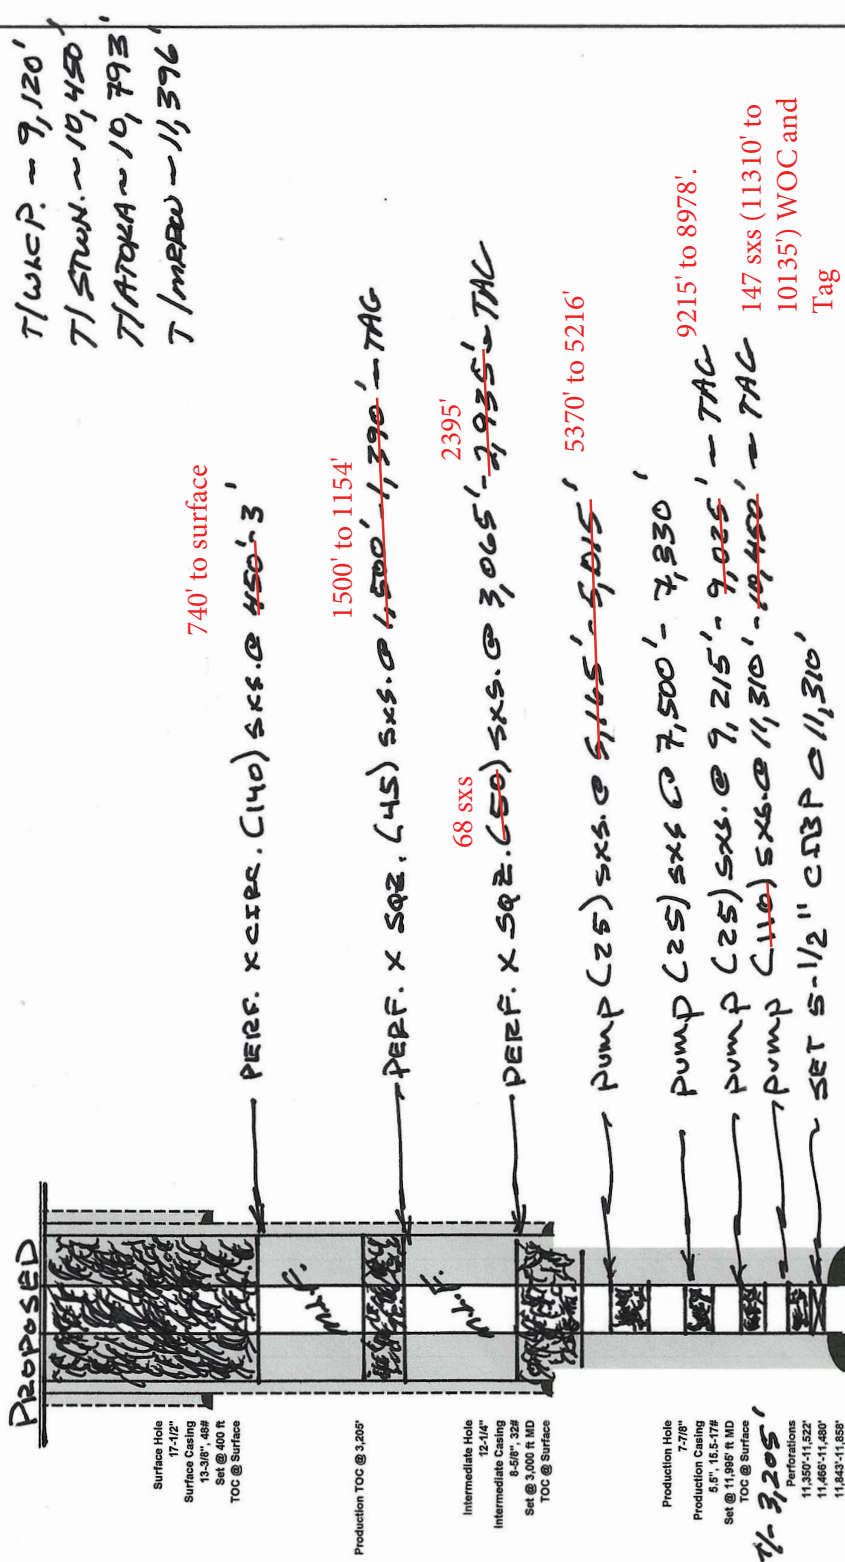 PROPOSED
T/WLCP. ~ 9,120'
T/STWN. ~ 10,450'
T/ATOKA ~ 10,793'
T/MRRW ~ 11,396'
740' to surface
PERF. X CIRC. (140) SXS. @ 450'-3'
1500' to 1154'
PERF. X SQZ. (45) SXS. @ 1,500'-1,390' ~ TAG
2395'
68 sxs
PERF. X SQZ. (50) SXS. @ 3,065'-2,935' ~ TAG
5370' to 5216'
PUMP (25) SXS. @ 5,165'-5,015'
PUMP (25) SXS @ 7,500'-7,330'
9215' to 8978'.
PUMP (25) SXS. @ 9,215'-9,025' ~ TAG
147 sxs (11310' to
10135') WOC and
Tag
PUMP (110) SXS. @ 11,310'-10,450' ~ TAG
SET 5-1/2" CIBP @ 11,310'
M.L.F.
M.L.F.
Surface Hole
17-1/2"
Surface Casing
13-3/8", 48#
Set @ 400 ft
TOC @ Surface
Production TOC @ 3,205'
Intermediate Hole
12-1/4"
Intermediate Casing
8-5/8", 32#
Set @ 3,000 ft MD
TOC @ Surface
Production Hole
7-7/8"
Production Casing
5.5", 15.5-17#
Set @ 11,995' ft MD
TOC @ Surface
T/- 3,205'
Perforations
11,350'-11,522'
11,466'-11,480'
11,843'-11,858'